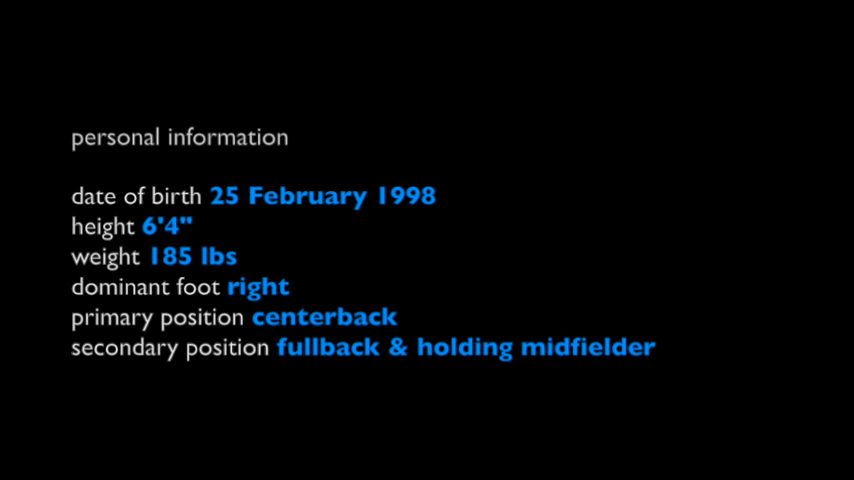 personal information
date of birth 25 February 1998
height 6'4"
weight 185 lbs
dominant foot right
primary position centerback
secondary position fullback & holding midfielder